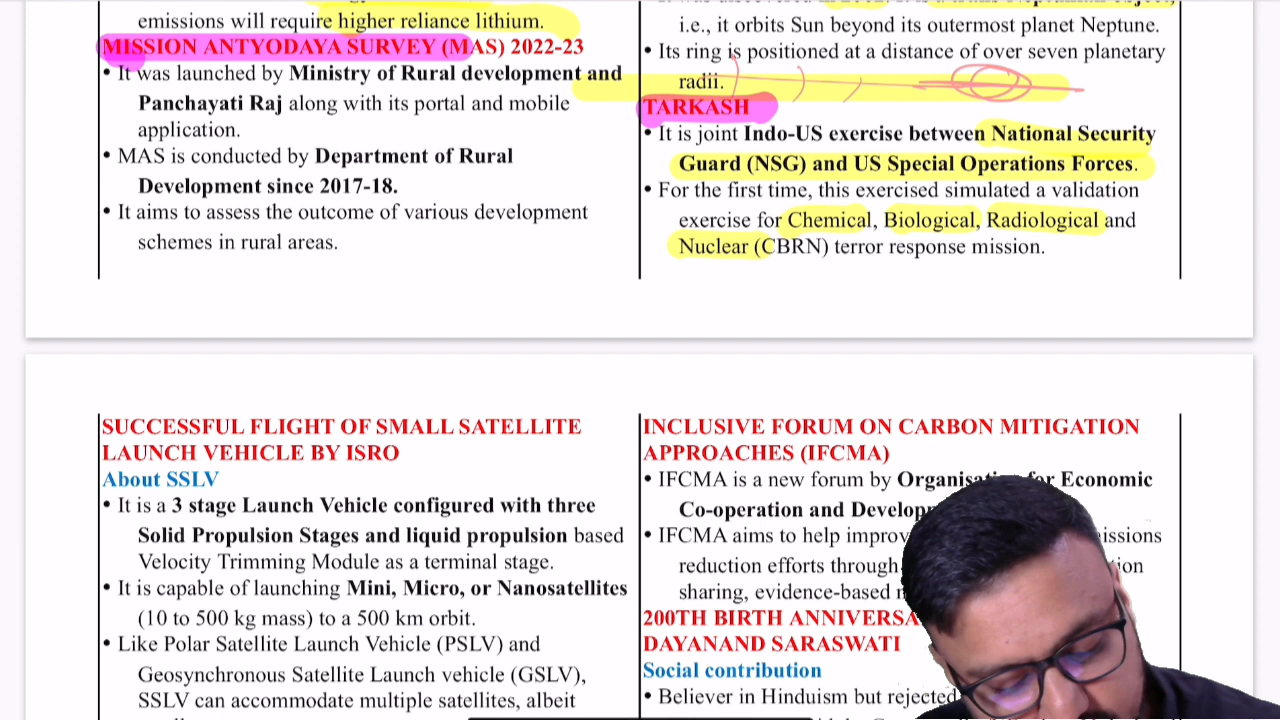 emissions will require higher reliance lithium.
MISSION ANTYODAYA SURVEY (MAS) 2022-23
• It was launched by Ministry of Rural development and
Panchayati Raj along with its portal and mobile
application.
• MAS is conducted by Department of Rural
Development since 2017-18.
• It aims to assess the outcome of various development
schemes in rural areas.
i.e., it orbits Sun beyond its outermost planet Neptune.
• Its ring is positioned at a distance of over seven planetary
radii.
TARKASH
• It is joint Indo-US exercise between National Security
Guard (NSG) and US Special Operations Forces.
• For the first time, this exercised simulated a validation
exercise for Chemical, Biological, Radiological and
Nuclear (CBRN) terror response mission.
SUCCESSFUL FLIGHT OF SMALL SATELLITE
LAUNCH VEHICLE BY ISRO
About SSLV
• It is a 3 stage Launch Vehicle configured with three
Solid Propulsion Stages and liquid propulsion based
Velocity Trimming Module as a terminal stage.
• It is capable of launching Mini, Micro, or Nanosatellites
(10 to 500 kg mass) to a 500 km orbit.
• Like Polar Satellite Launch Vehicle (PSLV) and
Geosynchronous Satellite Launch vehicle (GSLV),
SSLV can accommodate multiple satellites, albeit
INCLUSIVE FORUM ON CARBON MITIGATION
APPROACHES (IFCMA)
• IFCMA is a new forum by for Economic
Co-operation and
• IFCMA aims to help
reduction efforts through
sharing, evidence-based
200TH BIRTH
DAYANAND SARASWATI
Social contribution
• Believer in Hinduism but rejected